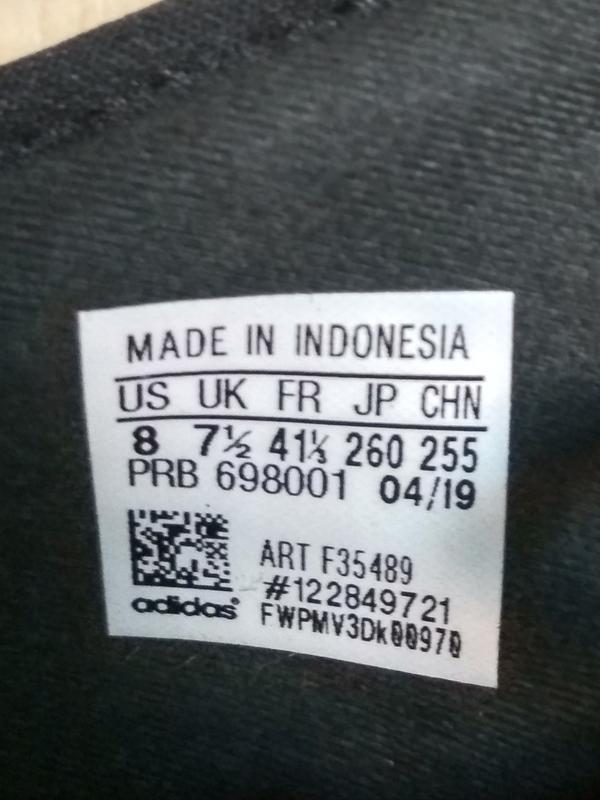 MADE IN INDONESIA
US UK FR JP CHN
8 7½ 41⅓ 260 255
PRB 698001 04/19
ART F35489
#122849721
adidas
FWPMV3Dk00970